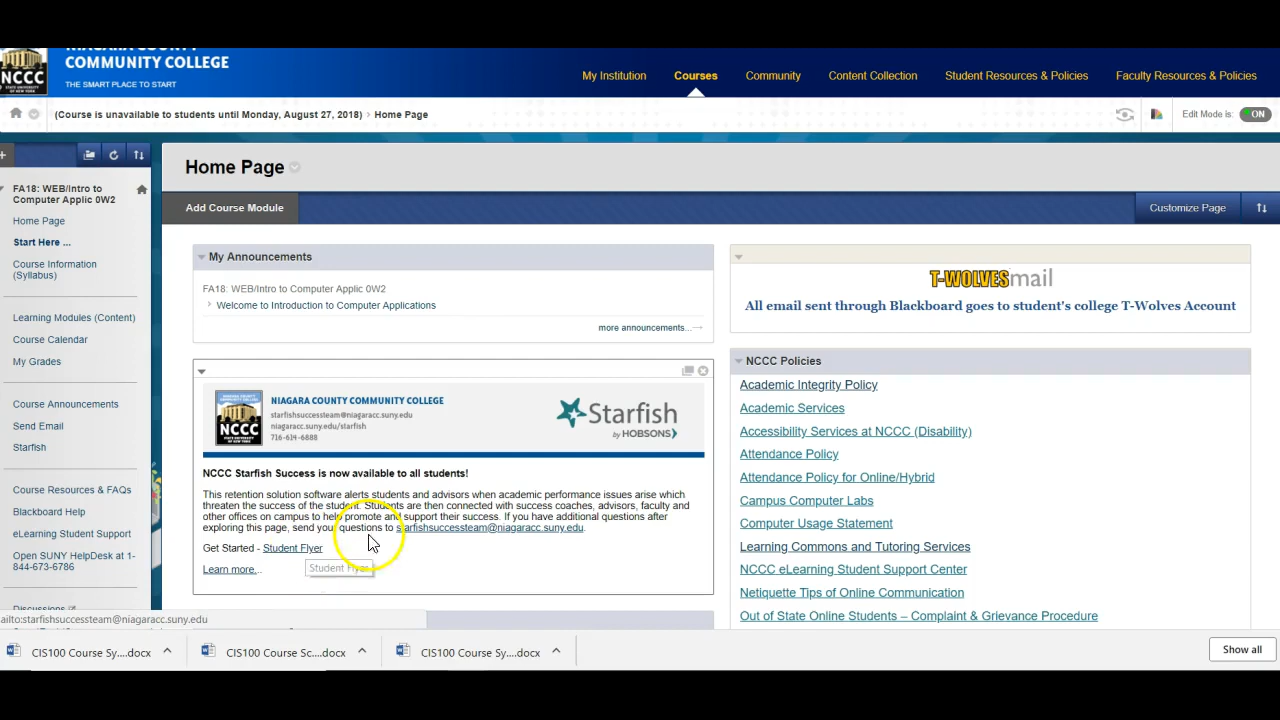 NIAGARA COUNTY
COMMUNITY COLLEGE
NCCC
THE SMART PLACE TO START
My Institution
Courses
Community
Content Collection
Student Resources & Policies
Faculty Resources & Policies
(Course is unavailable to students until Monday, August 27, 2018) › Home Page
Edit Mode is: ON
FA18: WEB/Intro to
Computer Applic 0W2
Home Page
Start Here ...
Course Information
(Syllabus)
Learning Modules (Content)
Course Calendar
My Grades
Course Announcements
Send Email
Starfish
Course Resources & FAQs
Blackboard Help
eLearning Student Support
Open SUNY HelpDesk at 1-
844-673-6786
Discussions
Home Page
Add Course Module
Customize Page
My Announcements
FA18: WEB/Intro to Computer Applic 0W2
Welcome to Introduction to Computer Applications
more announcements...→
NIAGARA COUNTY COMMUNITY COLLEGE
starfishsuccessteam@niagaracc.suny.edu
niagaracc.suny.edu/starfish
716-614-6888
NCCC
Starfish
by HOBSONS
NCCC Starfish Success is now available to all students!
This retention solution software alerts students and advisors when academic performance issues arise which
threaten the success of the student. Students are then connected with success coaches, advisors, faculty and
other offices on campus to help promote and support their success. If you have additional questions after
exploring this page, send your questions to starfishsuccessteam@niagaracc.suny.edu.
Get Started - Student Flyer
Student Flyer
Learn more...
T-WOLVESmail
All email sent through Blackboard goes to student's college T-Wolves Account
NCCC Policies
Academic Integrity Policy
Academic Services
Accessibility Services at NCCC (Disability)
Attendance Policy
Attendance Policy for Online/Hybrid
Campus Computer Labs
Computer Usage Statement
Learning Commons and Tutoring Services
NCCC eLearning Student Support Center
Netiquette Tips of Online Communication
Out of State Online Students – Complaint & Grievance Procedure
ailto:starfishsuccessteam@niagaracc.suny.edu
CIS100 Course Sy....docx
CIS100 Course Sc....docx
CIS100 Course Sy....docx
Show all